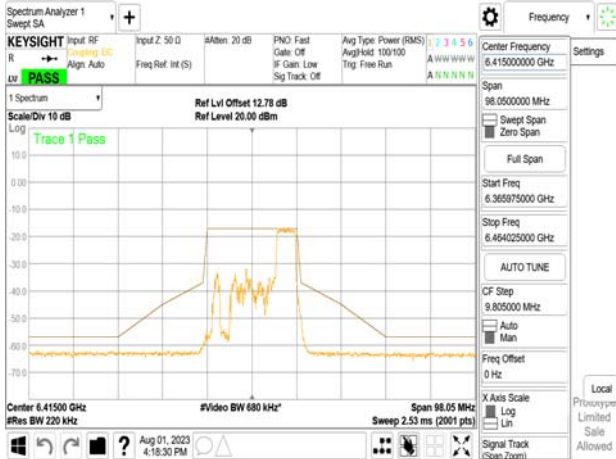 Spectrum Analyzer 1
Swept SA
Frequency
KEYSIGHT
R
LXI
PASS
Input: RF
Coupling: DC
Align: Auto
Input Z: 50 Ω
Freq Ref: Int (S)
#Atten: 20 dB
PNO: Fast
Gate: Off
IF Gain: Low
Sig Track: Off
Avg Type: Power (RMS)
Avg|Hold: 100/100
Trig: Free Run
1 2 3 4 5 6
A W W W W W
A N N N N N
1 Spectrum
Scale/Div 10 dB
Ref Lvl Offset 12.78 dB
Ref Level 20.00 dBm
Log
Trace 1 Pass
10.0
0.00
-10.0
-20.0
-30.0
-40.0
-50.0
-60.0
-70.0
Center 6.41500 GHz
#Video BW 680 kHz*
Span 98.05 MHz
#Res BW 220 kHz
Sweep 2.53 ms (2001 pts)
?
Aug 01, 2023
4:18:30 PM
Center Frequency
6.415000000 GHz
Settings
Span
98.0500000 MHz
Swept Span
Zero Span
Full Span
Start Freq
6.365975000 GHz
Stop Freq
6.464025000 GHz
AUTO TUNE
CF Step
9.805000 MHz
Auto
Man
Freq Offset
0 Hz
X Axis Scale
Log
Lin
Local
Prototype
Limited
Sale
Allowed
Signal Track
(Span Zoom)